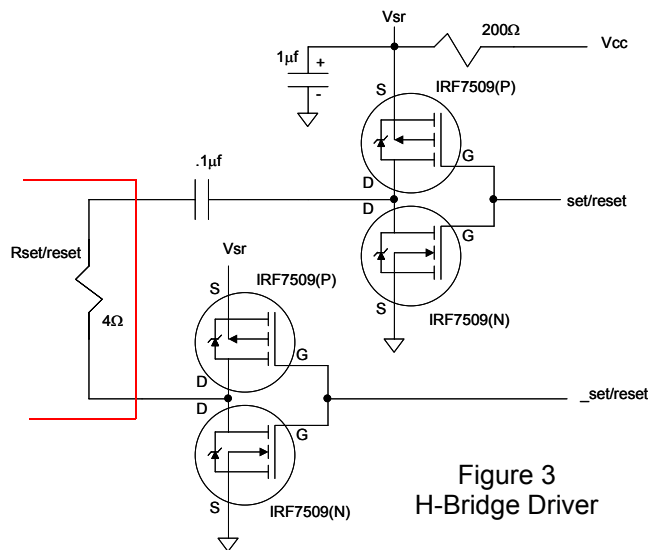 Vsr
200Ω
Vcc
1µf
+
-
S
IRF7509(P)
G
D
.1µf
set/reset
D
G
S
IRF7509(N)
Rset/reset
4Ω
Vsr
S
IRF7509(P)
G
D
_set/reset
D
G
S
IRF7509(N)
Figure 3
H-Bridge Driver